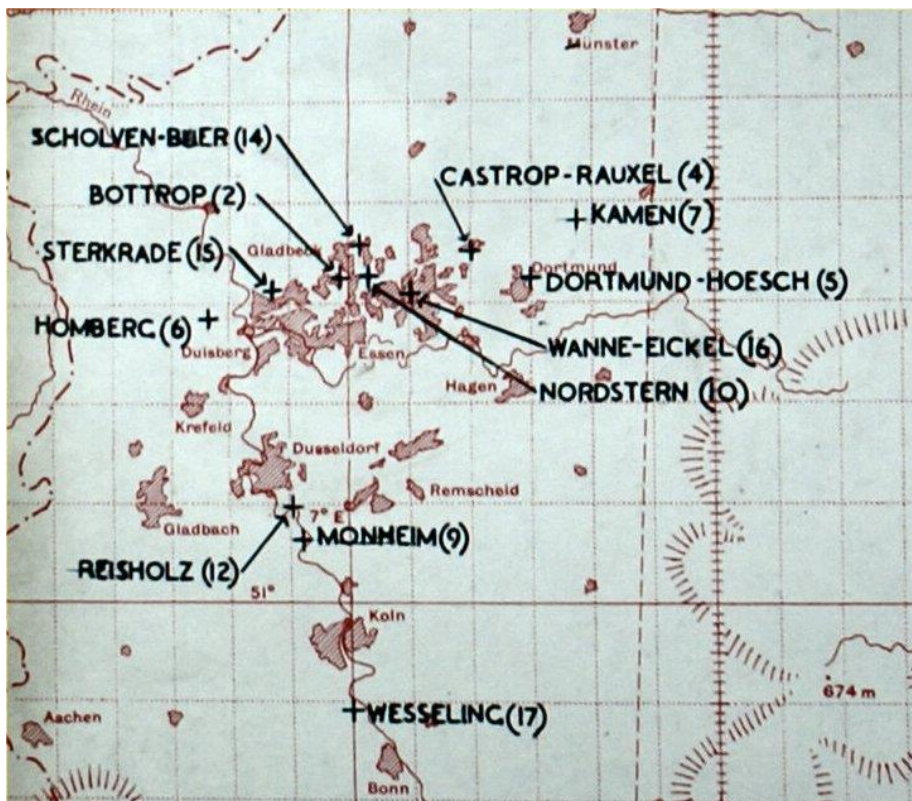 Münster
Rhein
SCHOLVEN-BUER (14)
CASTROP-RAUXEL (4)
BOTTROP (2)
KAMEN (7)
Gladbeck
STERKRADE (15)
Dortmund
DORTMUND-HOESCH (5)
HOMBERG (6)
Duisberg
Essen
WANNE-EICKEL (16)
Hagen
NORDSTERN (10)
Krefeld
Dusseldorf
Remscheid
7° E
Gladbach
MONHEIM (9)
REISHOLZ (12)
51°
Koln
674 m
Aachen
WESSELING (17)
Bonn